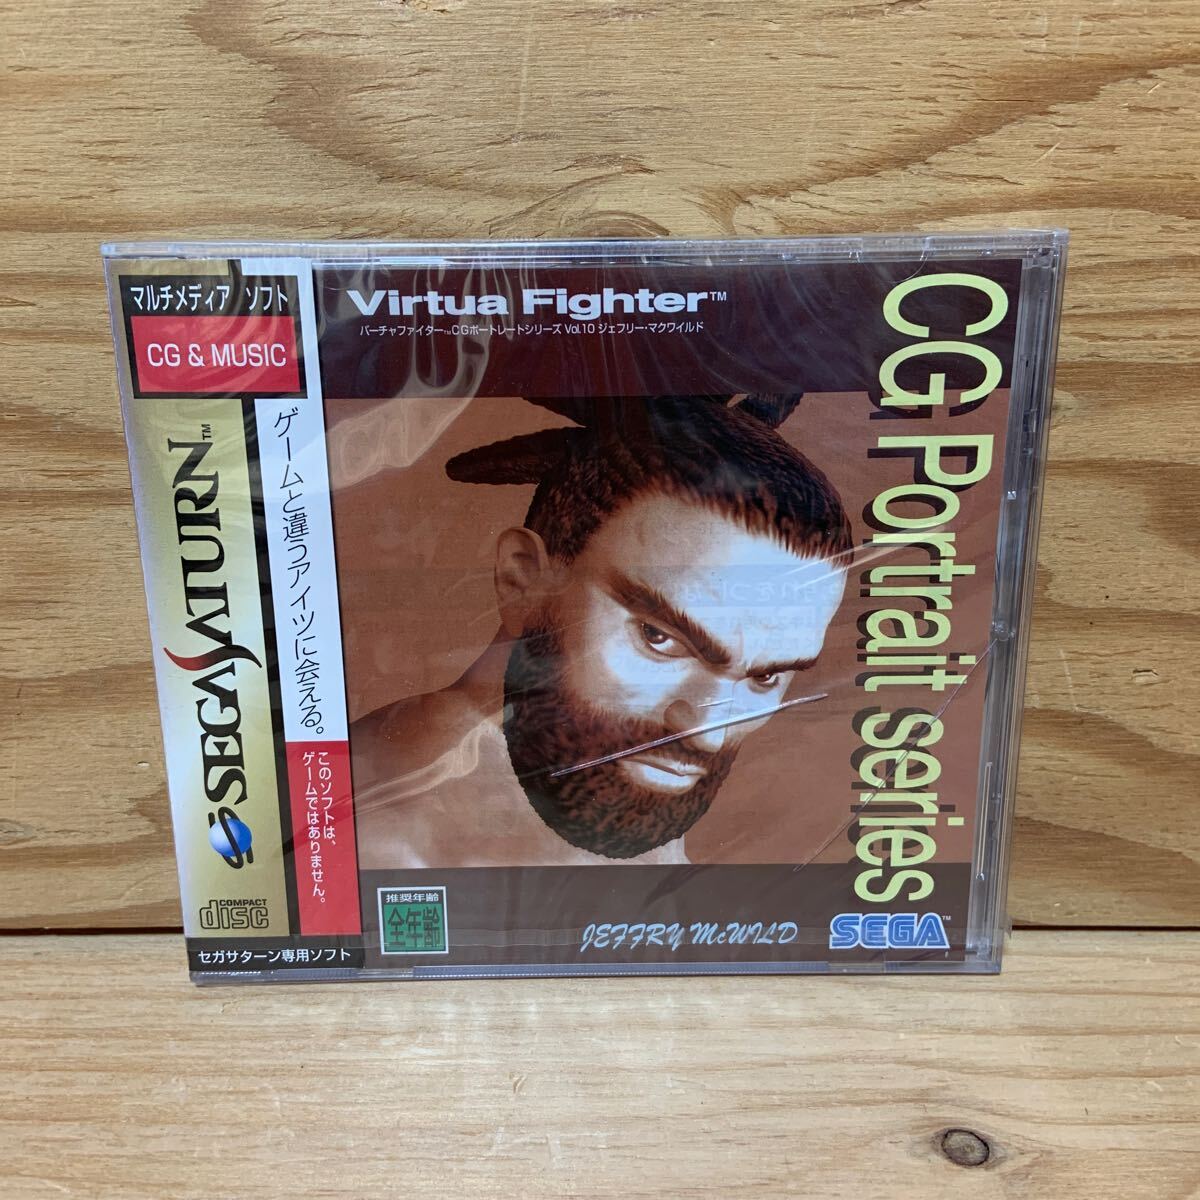 マルチメディア ソフト
CG & MUSIC
SEGA SATURN™
ゲームと違うアイツに会える。
このソフトは、
ゲームではありません。
COMPACT
disc
セガサターン専用ソフト
Virtua Fighter™
バーチャファイター™CGポートレートシリーズ Vol.10 ジェフリー・マクワイルド
CG Portrait series
推奨年齢
全年齢
JEFFRY McWILD
SEGA™